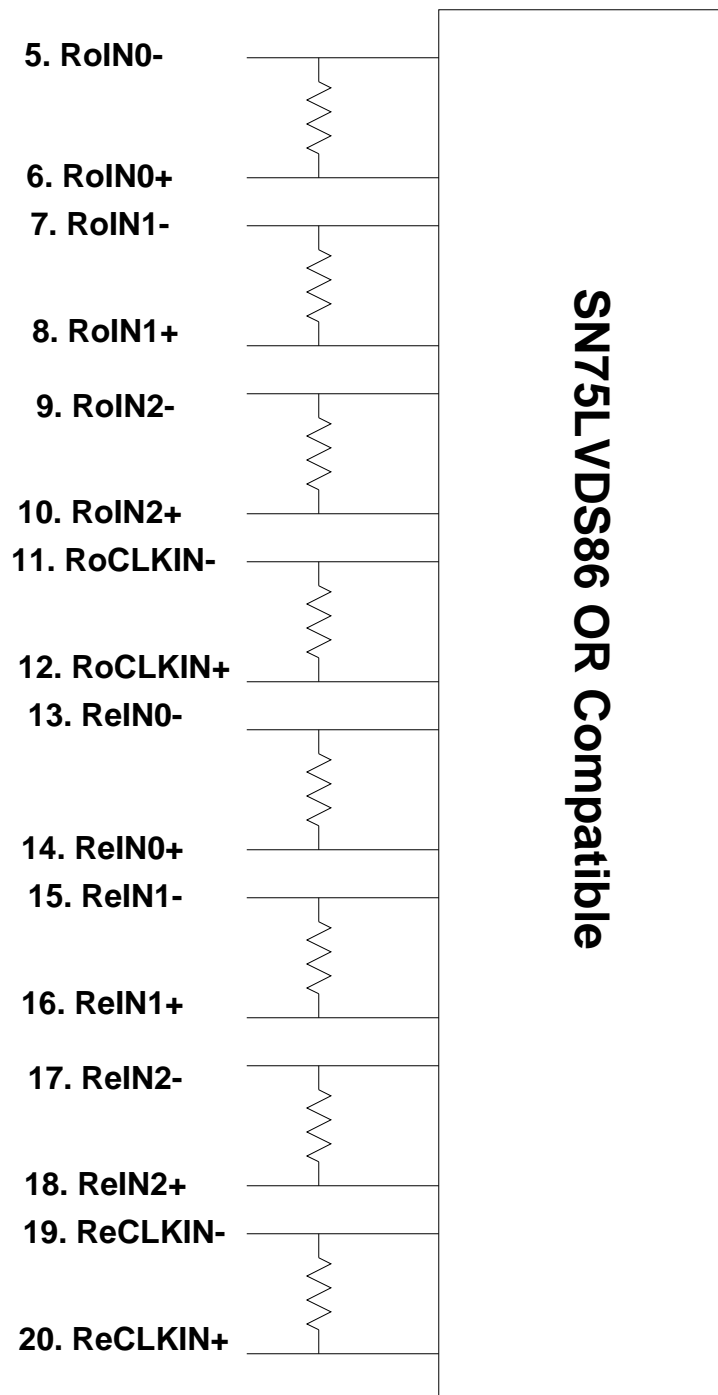 5. RoIN0-
6. RoIN0+
7. RoIN1-
8. RoIN1+
9. RoIN2-
10. RoIN2+
11. RoCLKIN-
12. RoCLKIN+
13. ReIN0-
14. ReIN0+
15. ReIN1-
16. ReIN1+
17. ReIN2-
18. ReIN2+
19. ReCLKIN-
20. ReCLKIN+
SN75LVDS86 OR Compatible